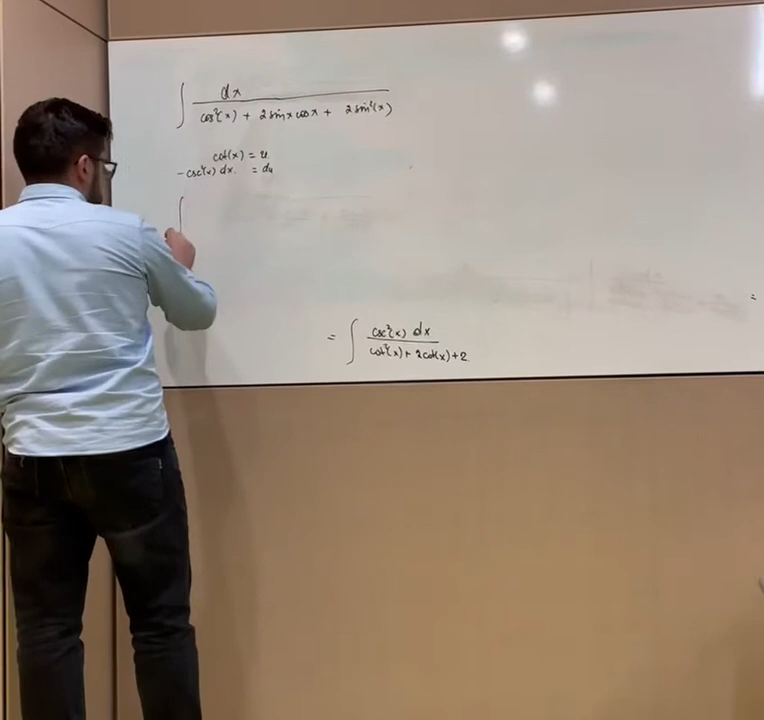 ∫ dx / cos²(x) + 2 sin x cos x + 2 sin²(x)
cot(x) = u
-csc²(x) dx = du
∫
= ∫ csc²(x) dx / cot²(x) + 2cot(x) + 2
=